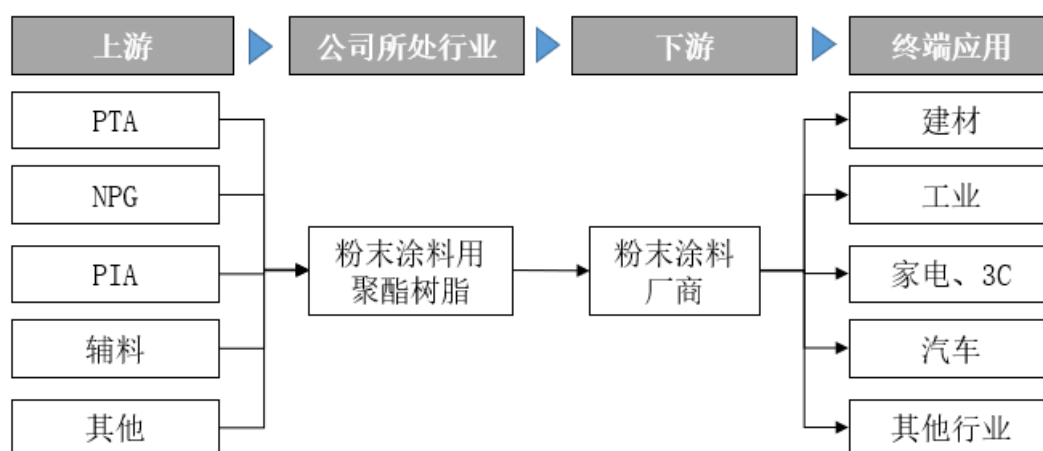 上游
公司所处行业
下游
终端应用
PTA
NPG
PIA
辅料
其他
粉末涂料用
聚酯树脂
粉末涂料
厂商
建材
工业
家电、3C
汽车
其他行业